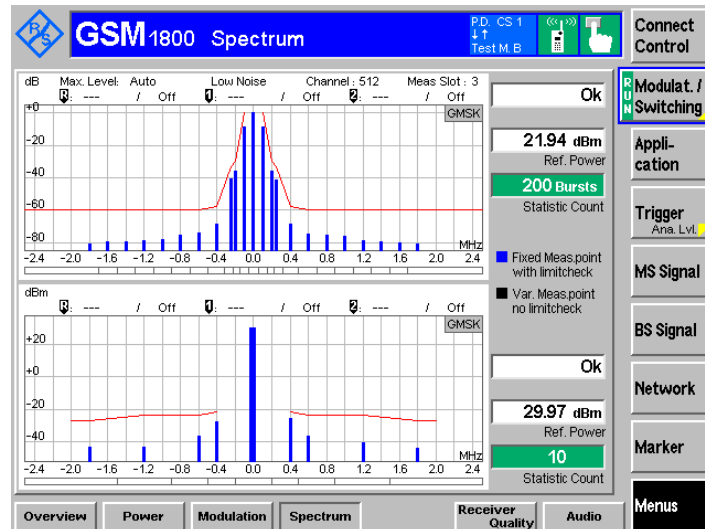 R/S GSM 1800 Spectrum P.D. CS 1
Test M. B
Connect Control
dB Max. Level: Auto Low Noise Channel : 512 Meas Slot : 3
R: --- / Off 1: --- / Off 2: --- / Off
GMSK
+0
-20
-40
-60
-80
MHz
-2.4 -2.0 -1.6 -1.2 -0.8 -0.4 0.0 0.4 0.8 1.2 1.6 2.0 2.4
Ok
21.94 dBm
Ref. Power
200 Bursts
Statistic Count
Fixed Meas.point
with limitcheck
Var. Meas.point
no limitcheck
dBm
R: --- / Off 1: --- / Off 2: --- / Off
GMSK
+20
+0
-20
-40
MHz
-2.4 -2.0 -1.6 -1.2 -0.8 -0.4 0.0 0.4 0.8 1.2 1.6 2.0 2.4
Ok
29.97 dBm
Ref. Power
10
Statistic Count
RUN
Modulat. /
Switching
Appli-
cation
Trigger
Ana. Lvl.
MS Signal
BS Signal
Network
Marker
Menus
Overview Power Modulation Spectrum Receiver Quality Audio